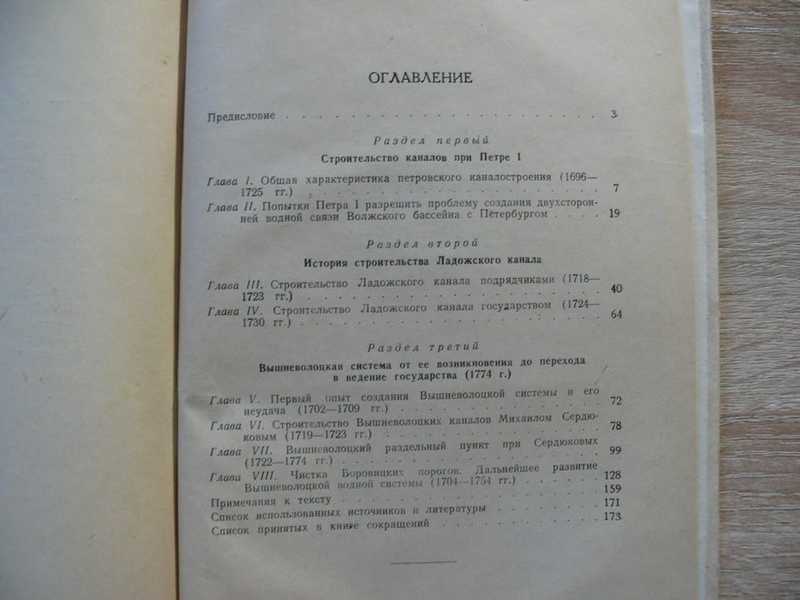 ОГЛАВЛЕНИЕ
Предисловие . . . . . . . . . . . . . . . . . . . . . 3
Раздел первый
Строительство каналов при Петре I
Глава I. Общая характеристика петровского каналостроения (1696—
1725 гг.) . . . . . . . . . . . . . . . . . . 7
Глава II. Попытки Петра I разрешить проблему создания двухсторон-
ней водной связи Волжского бассейна с Петербургом . . . . 19
Раздел второй
История строительства Ладожского канала
Глава III. Строительство Ладожского канала подрядчиками (1718—
1723 гг.) . . . . . . . . . . . . . . . . . . 40
Глава IV. Строительство Ладожского канала государством (1724—
1730 гг.) . . . . . . . . . . . . . . . . . . 64
Раздел третий
Вышневолоцкая система от ее возникновения до перехода
в ведение государства (1774 г.)
Глава V. Первый опыт создания Вышневолоцкой системы и его
неудача (1702—1709 гг.) . . . . . . . . . . . . 72
Глава VI. Строительство Вышневолоцких каналов Михаилом Сердю-
ковым (1719—1723 гг.) . . . . . . . . . . . . . 78
Глава VII. Вышневолоцкий раздельный пункт при Сердюковых
(1722—1774 гг.) . . . . . . . . . . . . . . . 99
Глава VIII. Чистка Боровицких порогов. Дальнейшее развитие
Вышневолоцкой водной системы (1704—1754 гг.) . . . . . . 128
Примечания к тексту . . . . . . . . . . . . . . . . 159
Список использованных источников и литературы . . . . . . . 171
Список принятых в книге сокращений . . . . . . . . . . . 173